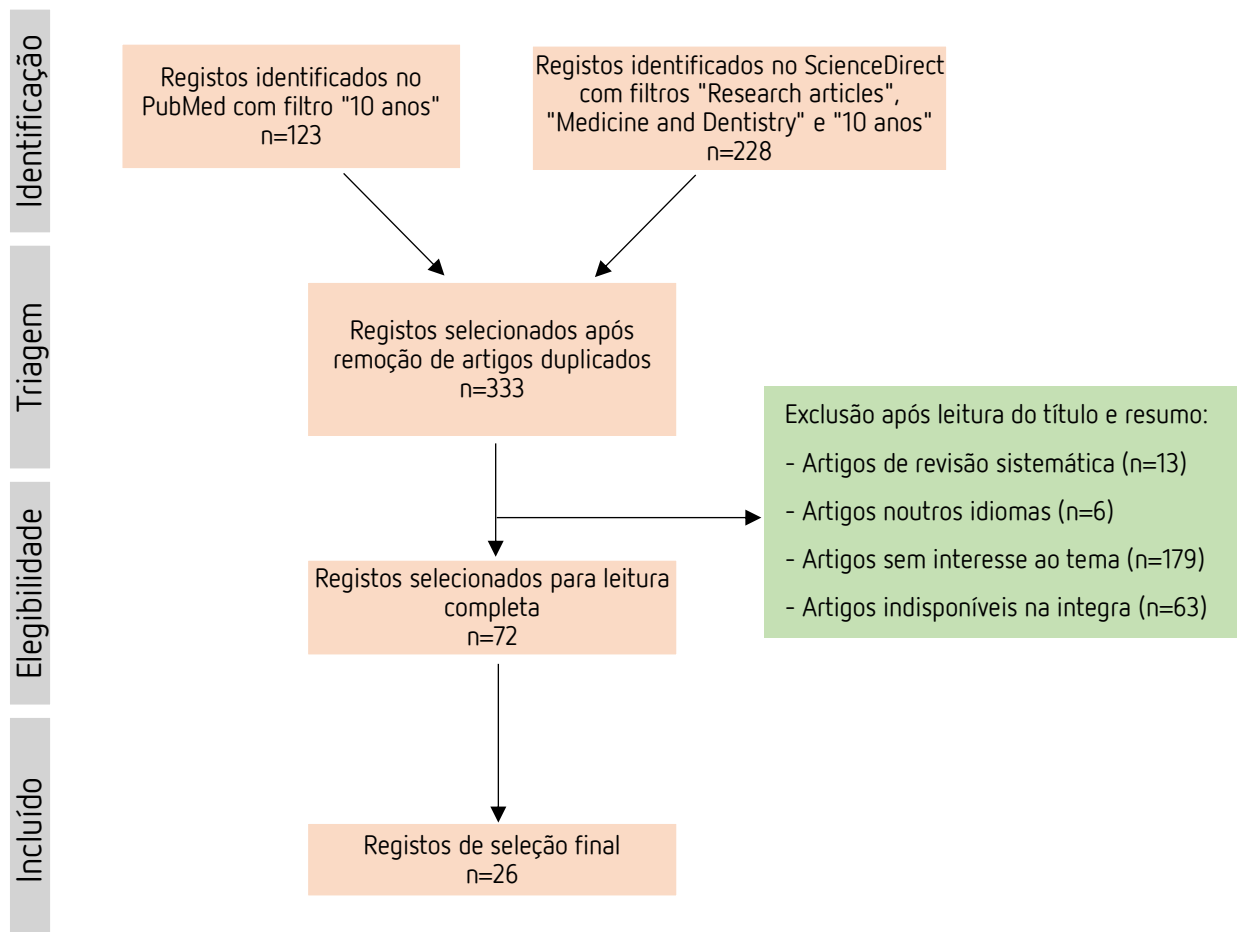 Identificação
Registos identificados no
PubMed com filtro "10 anos"
n=123
Registos identificados no ScienceDirect
com filtros "Research articles",
"Medicine and Dentistry" e "10 anos"
n=228
Triagem
Registos selecionados após
remoção de artigos duplicados
n=333
Exclusão após leitura do título e resumo:
- Artigos de revisão sistemática (n=13)
- Artigos noutros idiomas (n=6)
- Artigos sem interesse ao tema (n=179)
- Artigos indisponíveis na integra (n=63)
Elegibilidade
Registos selecionados para leitura
completa
n=72
Incluído
Registos de seleção final
n=26